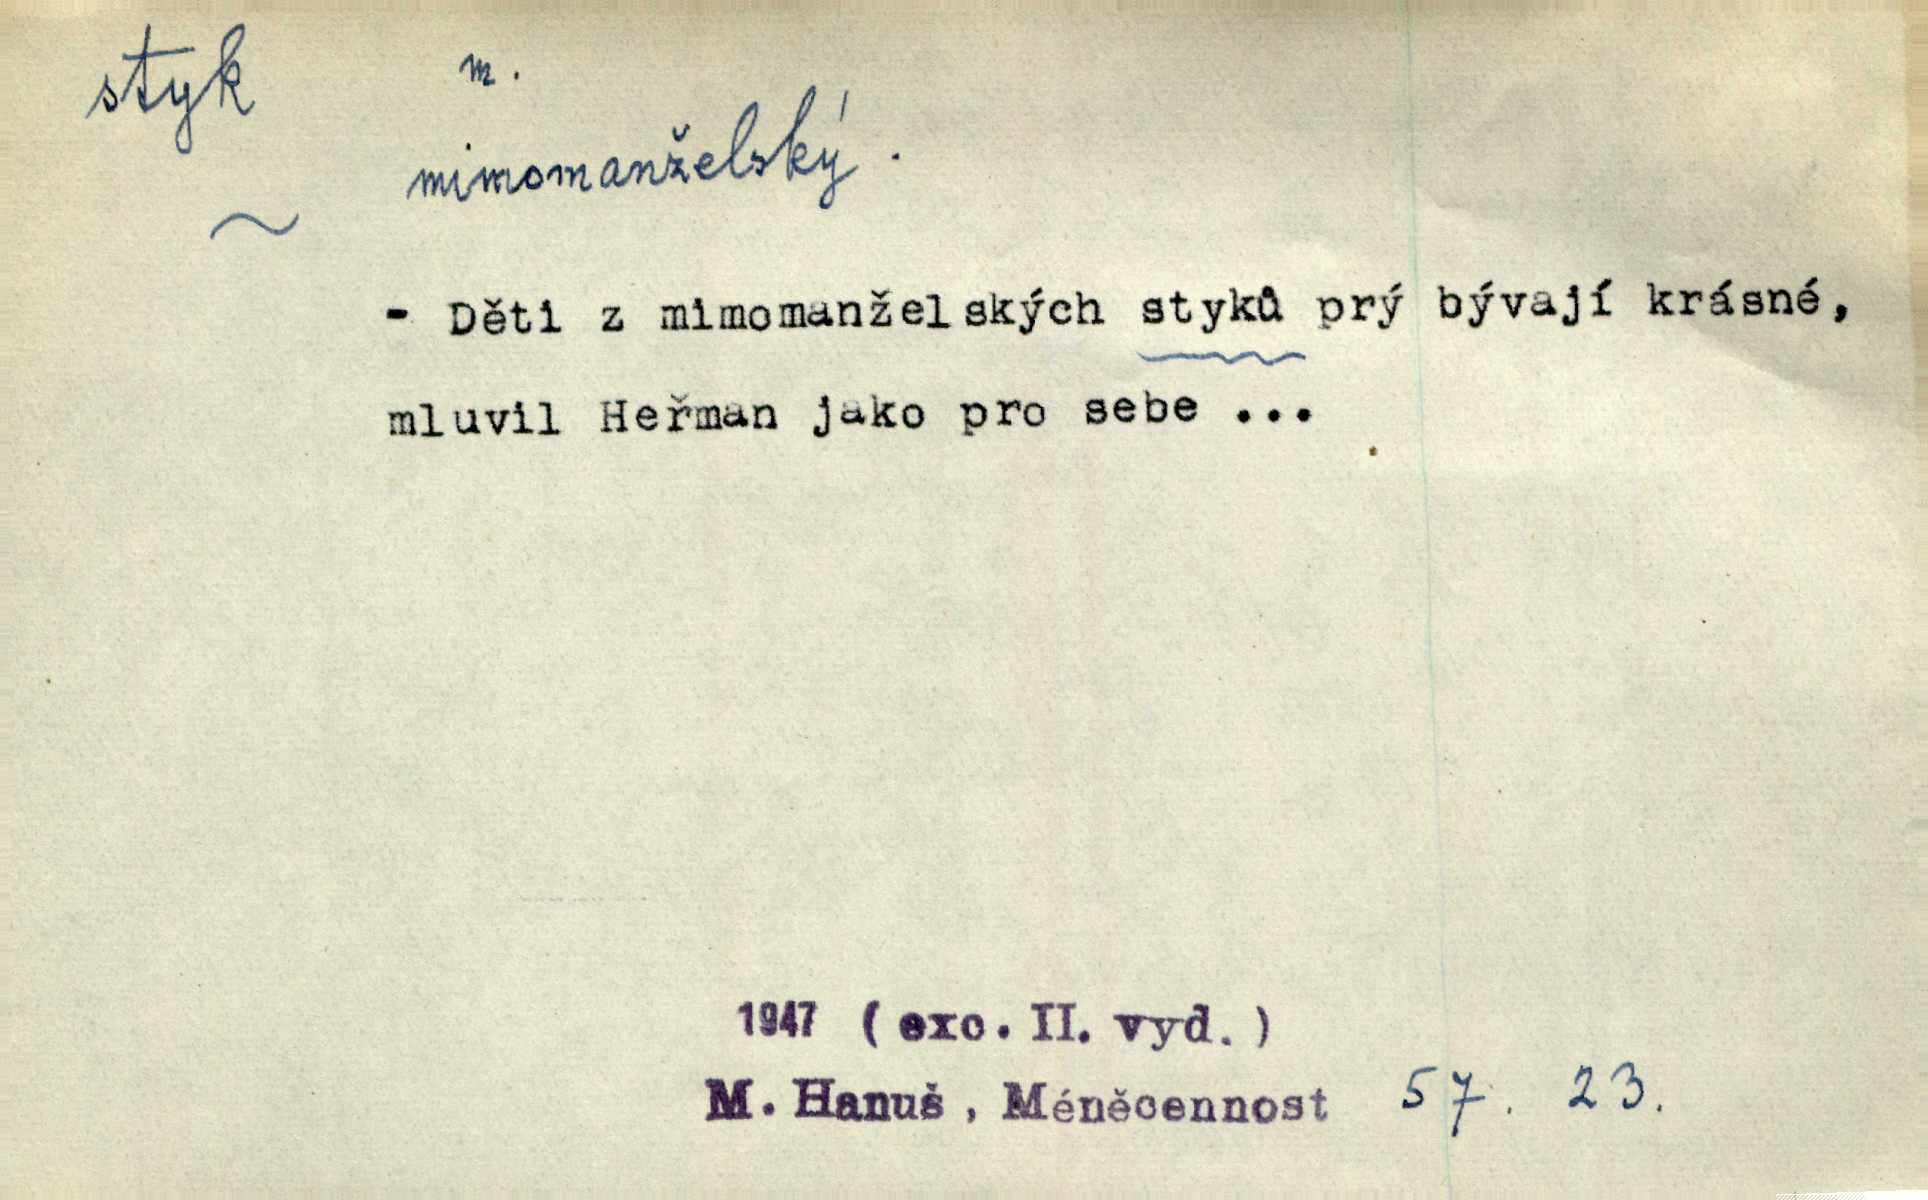 styk m.
mimomanželský.
~
- Děti z mimomanželských styků prý bývají krásné,
mluvil Heřman jako pro sebe ...
1947 (exc. II. vyd.)
M. Hanuš, Méněcennost 57. 23.